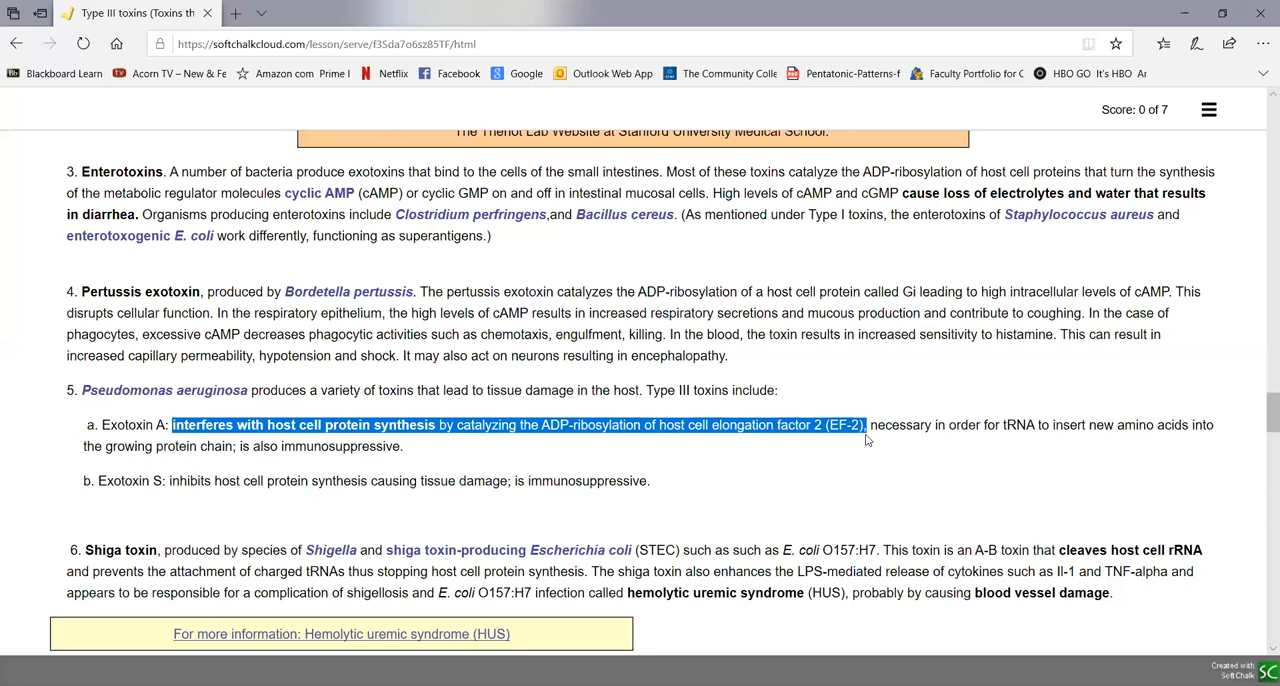 Type III toxins (Toxins th
https://softchalkcloud.com/lesson/serve/f3Sda7o6sz85TF/html
Blackboard Learn Acorn TV – New & Fe Amazon com Prime I Netflix Facebook Google Outlook Web App The Community Colle Pentatonic-Patterns-f Faculty Portfolio for C HBO GO It's HBO Ar
Score: 0 of 7
The Theriot Lab Website at Stanford University Medical School.
3. Enterotoxins. A number of bacteria produce exotoxins that bind to the cells of the small intestines. Most of these toxins catalyze the ADP-ribosylation of host cell proteins that turn the synthesis
of the metabolic regulator molecules cyclic AMP (cAMP) or cyclic GMP on and off in intestinal mucosal cells. High levels of cAMP and cGMP cause loss of electrolytes and water that results
in diarrhea. Organisms producing enterotoxins include Clostridium perfringens,and Bacillus cereus. (As mentioned under Type I toxins, the enterotoxins of Staphylococcus aureus and
enterotoxogenic E. coli work differently, functioning as superantigens.)
4. Pertussis exotoxin, produced by Bordetella pertussis. The pertussis exotoxin catalyzes the ADP-ribosylation of a host cell protein called Gi leading to high intracellular levels of cAMP. This
disrupts cellular function. In the respiratory epithelium, the high levels of cAMP results in increased respiratory secretions and mucous production and contribute to coughing. In the case of
phagocytes, excessive cAMP decreases phagocytic activities such as chemotaxis, engulfment, killing. In the blood, the toxin results in increased sensitivity to histamine. This can result in
increased capillary permeability, hypotension and shock. It may also act on neurons resulting in encephalopathy.
5. Pseudomonas aeruginosa produces a variety of toxins that lead to tissue damage in the host. Type III toxins include:
a. Exotoxin A: interferes with host cell protein synthesis by catalyzing the ADP-ribosylation of host cell elongation factor 2 (EF-2), necessary in order for tRNA to insert new amino acids into
the growing protein chain; is also immunosuppressive.
b. Exotoxin S: inhibits host cell protein synthesis causing tissue damage; is immunosuppressive.
6. Shiga toxin, produced by species of Shigella and shiga toxin-producing Escherichia coli (STEC) such as such as E. coli O157:H7. This toxin is an A-B toxin that cleaves host cell rRNA
and prevents the attachment of charged tRNAs thus stopping host cell protein synthesis. The shiga toxin also enhances the LPS-mediated release of cytokines such as Il-1 and TNF-alpha and
appears to be responsible for a complication of shigellosis and E. coli O157:H7 infection called hemolytic uremic syndrome (HUS), probably by causing blood vessel damage.
For more information: Hemolytic uremic syndrome (HUS)
Created with
SoftChalk SC